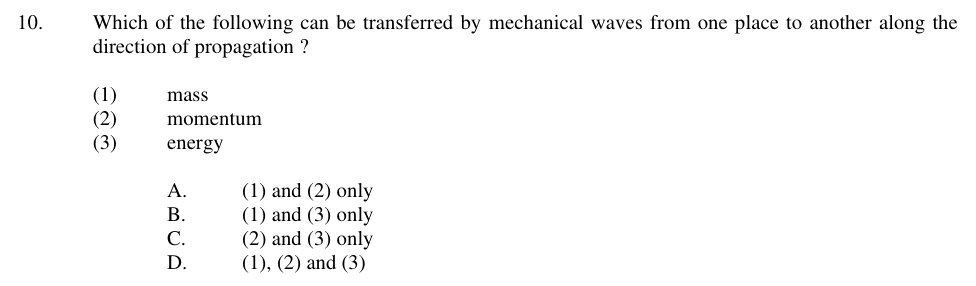 10. Which of the following can be transferred by mechanical waves from one place to another along the
direction of propagation ?
(1) mass
(2) momentum
(3) energy
A. (1) and (2) only
B. (1) and (3) only
C. (2) and (3) only
D. (1), (2) and (3)